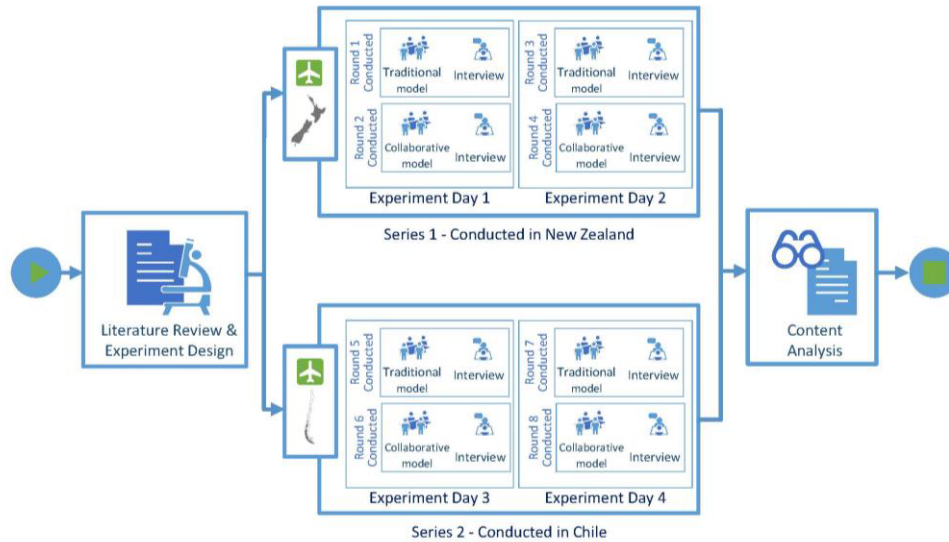 Round 1
Conducted
Traditional
model
Interview
Round 2
Conducted
Collaborative
model
Interview
Experiment Day 1
Round 3
Conducted
Traditional
model
Interview
Round 4
Conducted
Collaborative
model
Interview
Experiment Day 2
Series 1 - Conducted in New Zealand
Literature Review &
Experiment Design
Round 5
Conducted
Traditional
model
Interview
Round 6
Conducted
Collaborative
model
Interview
Experiment Day 3
Round 7
Conducted
Traditional
model
Interview
Round 8
Conducted
Collaborative
model
Interview
Experiment Day 4
Series 2 - Conducted in Chile
Content
Analysis